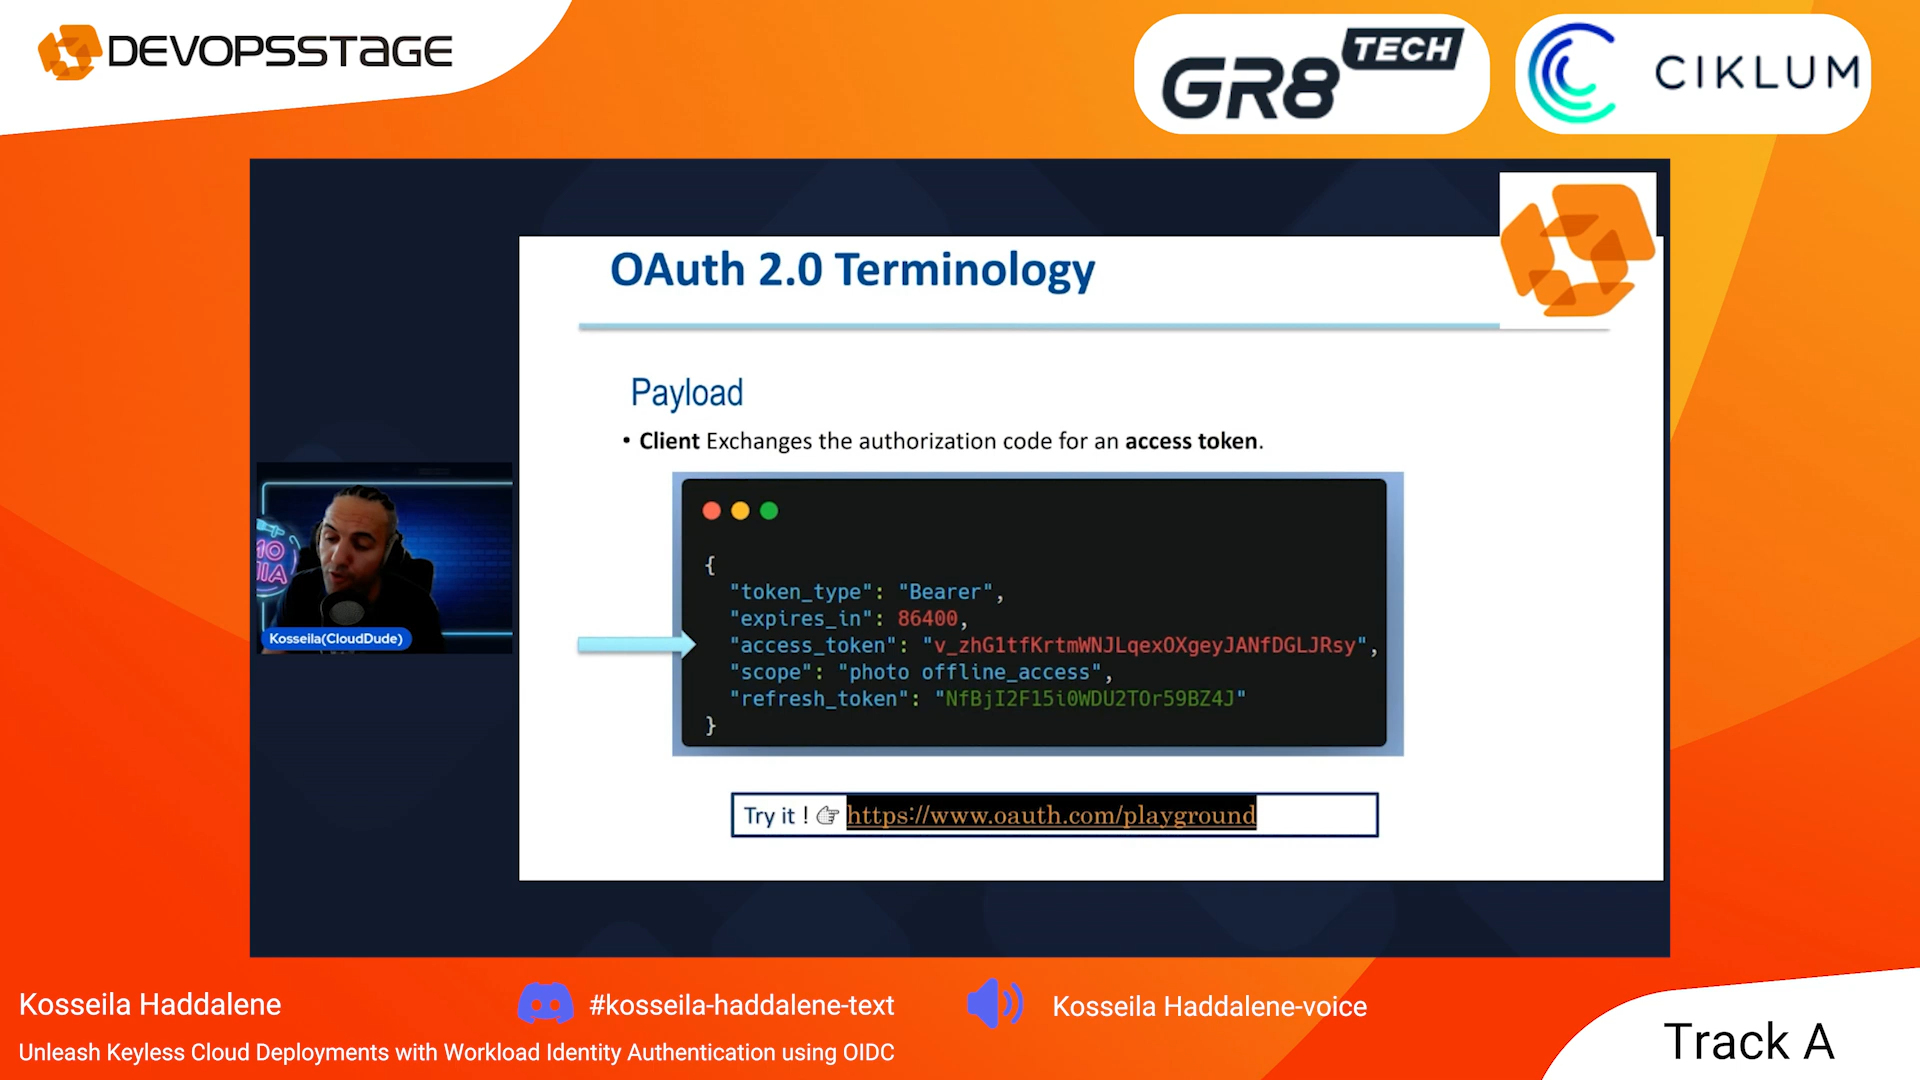 DEVOPSSTAGE
GR8 TECH
CIKLUM
OAuth 2.0 Terminology
Payload
• Client Exchanges the authorization code for an access token.
{
"token_type": "Bearer",
"expires_in": 86400,
"access_token": "v_zhG1tfKrtmWNJLqexOXgeyJANfDGLJRsy",
"scope": "photo offline_access",
"refresh_token": "NfBjI2F15i0WDU2TOr59BZ4J"
}
Try it ! 👉 https://www.oauth.com/playground
Kosseila(CloudDude)
Kosseila Haddalene
#kosseila-haddalene-text
Kosseila Haddalene-voice
Unleash Keyless Cloud Deployments with Workload Identity Authentication using OIDC
Track A